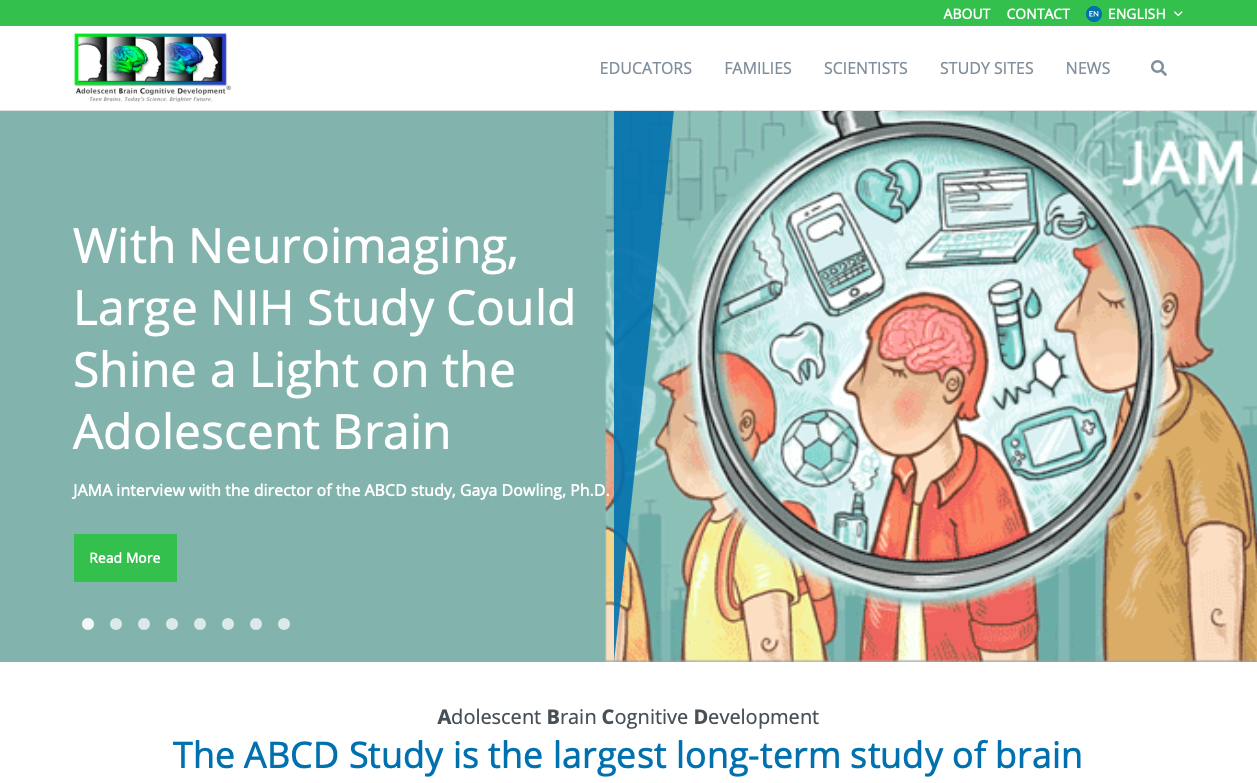 ABOUT CONTACT EN ENGLISH
Adolescent Brain Cognitive Development®
Teen Brains. Today's Science. Brighter Future.
EDUCATORS FAMILIES SCIENTISTS STUDY SITES NEWS
JAMA
With Neuroimaging,
Large NIH Study Could
Shine a Light on the
Adolescent Brain
JAMA interview with the director of the ABCD study, Gaya Dowling, Ph.D.
Read More
Adolescent Brain Cognitive Development
The ABCD Study is the largest long-term study of brain